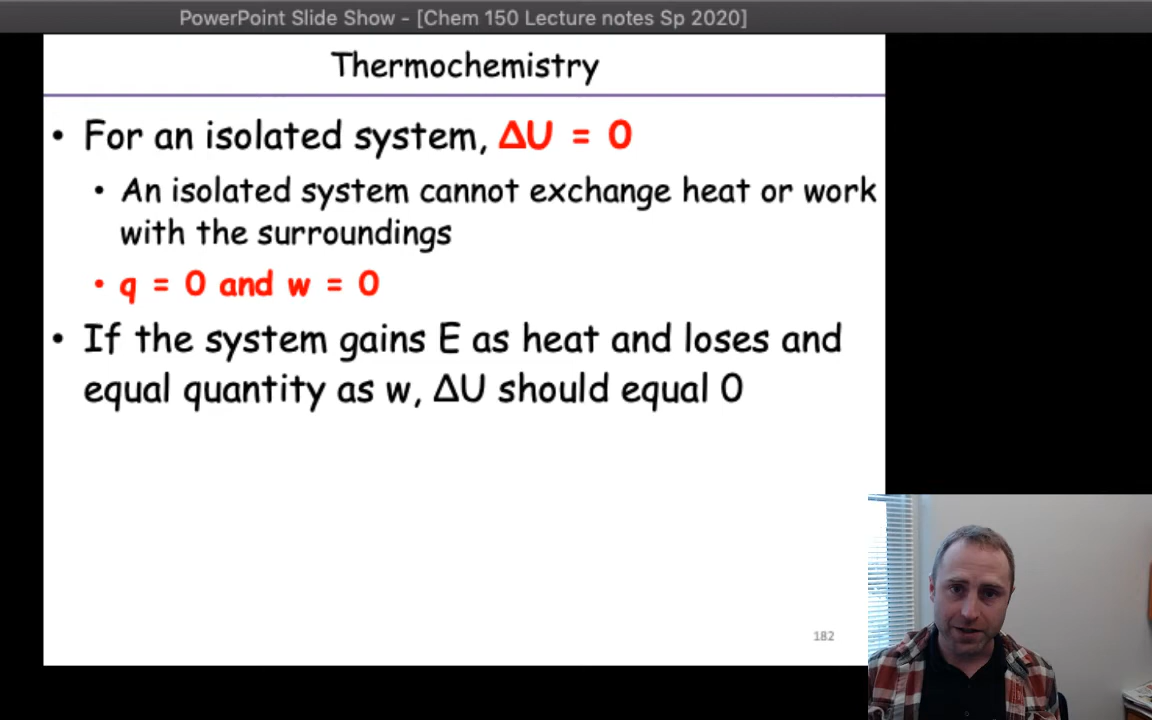 PowerPoint Slide Show - [Chem 150 Lecture notes Sp 2020]
Thermochemistry
• For an isolated system, ΔU = 0
• An isolated system cannot exchange heat or work
with the surroundings
• q = 0 and w = 0
• If the system gains E as heat and loses and
equal quantity as w, ΔU should equal 0
182